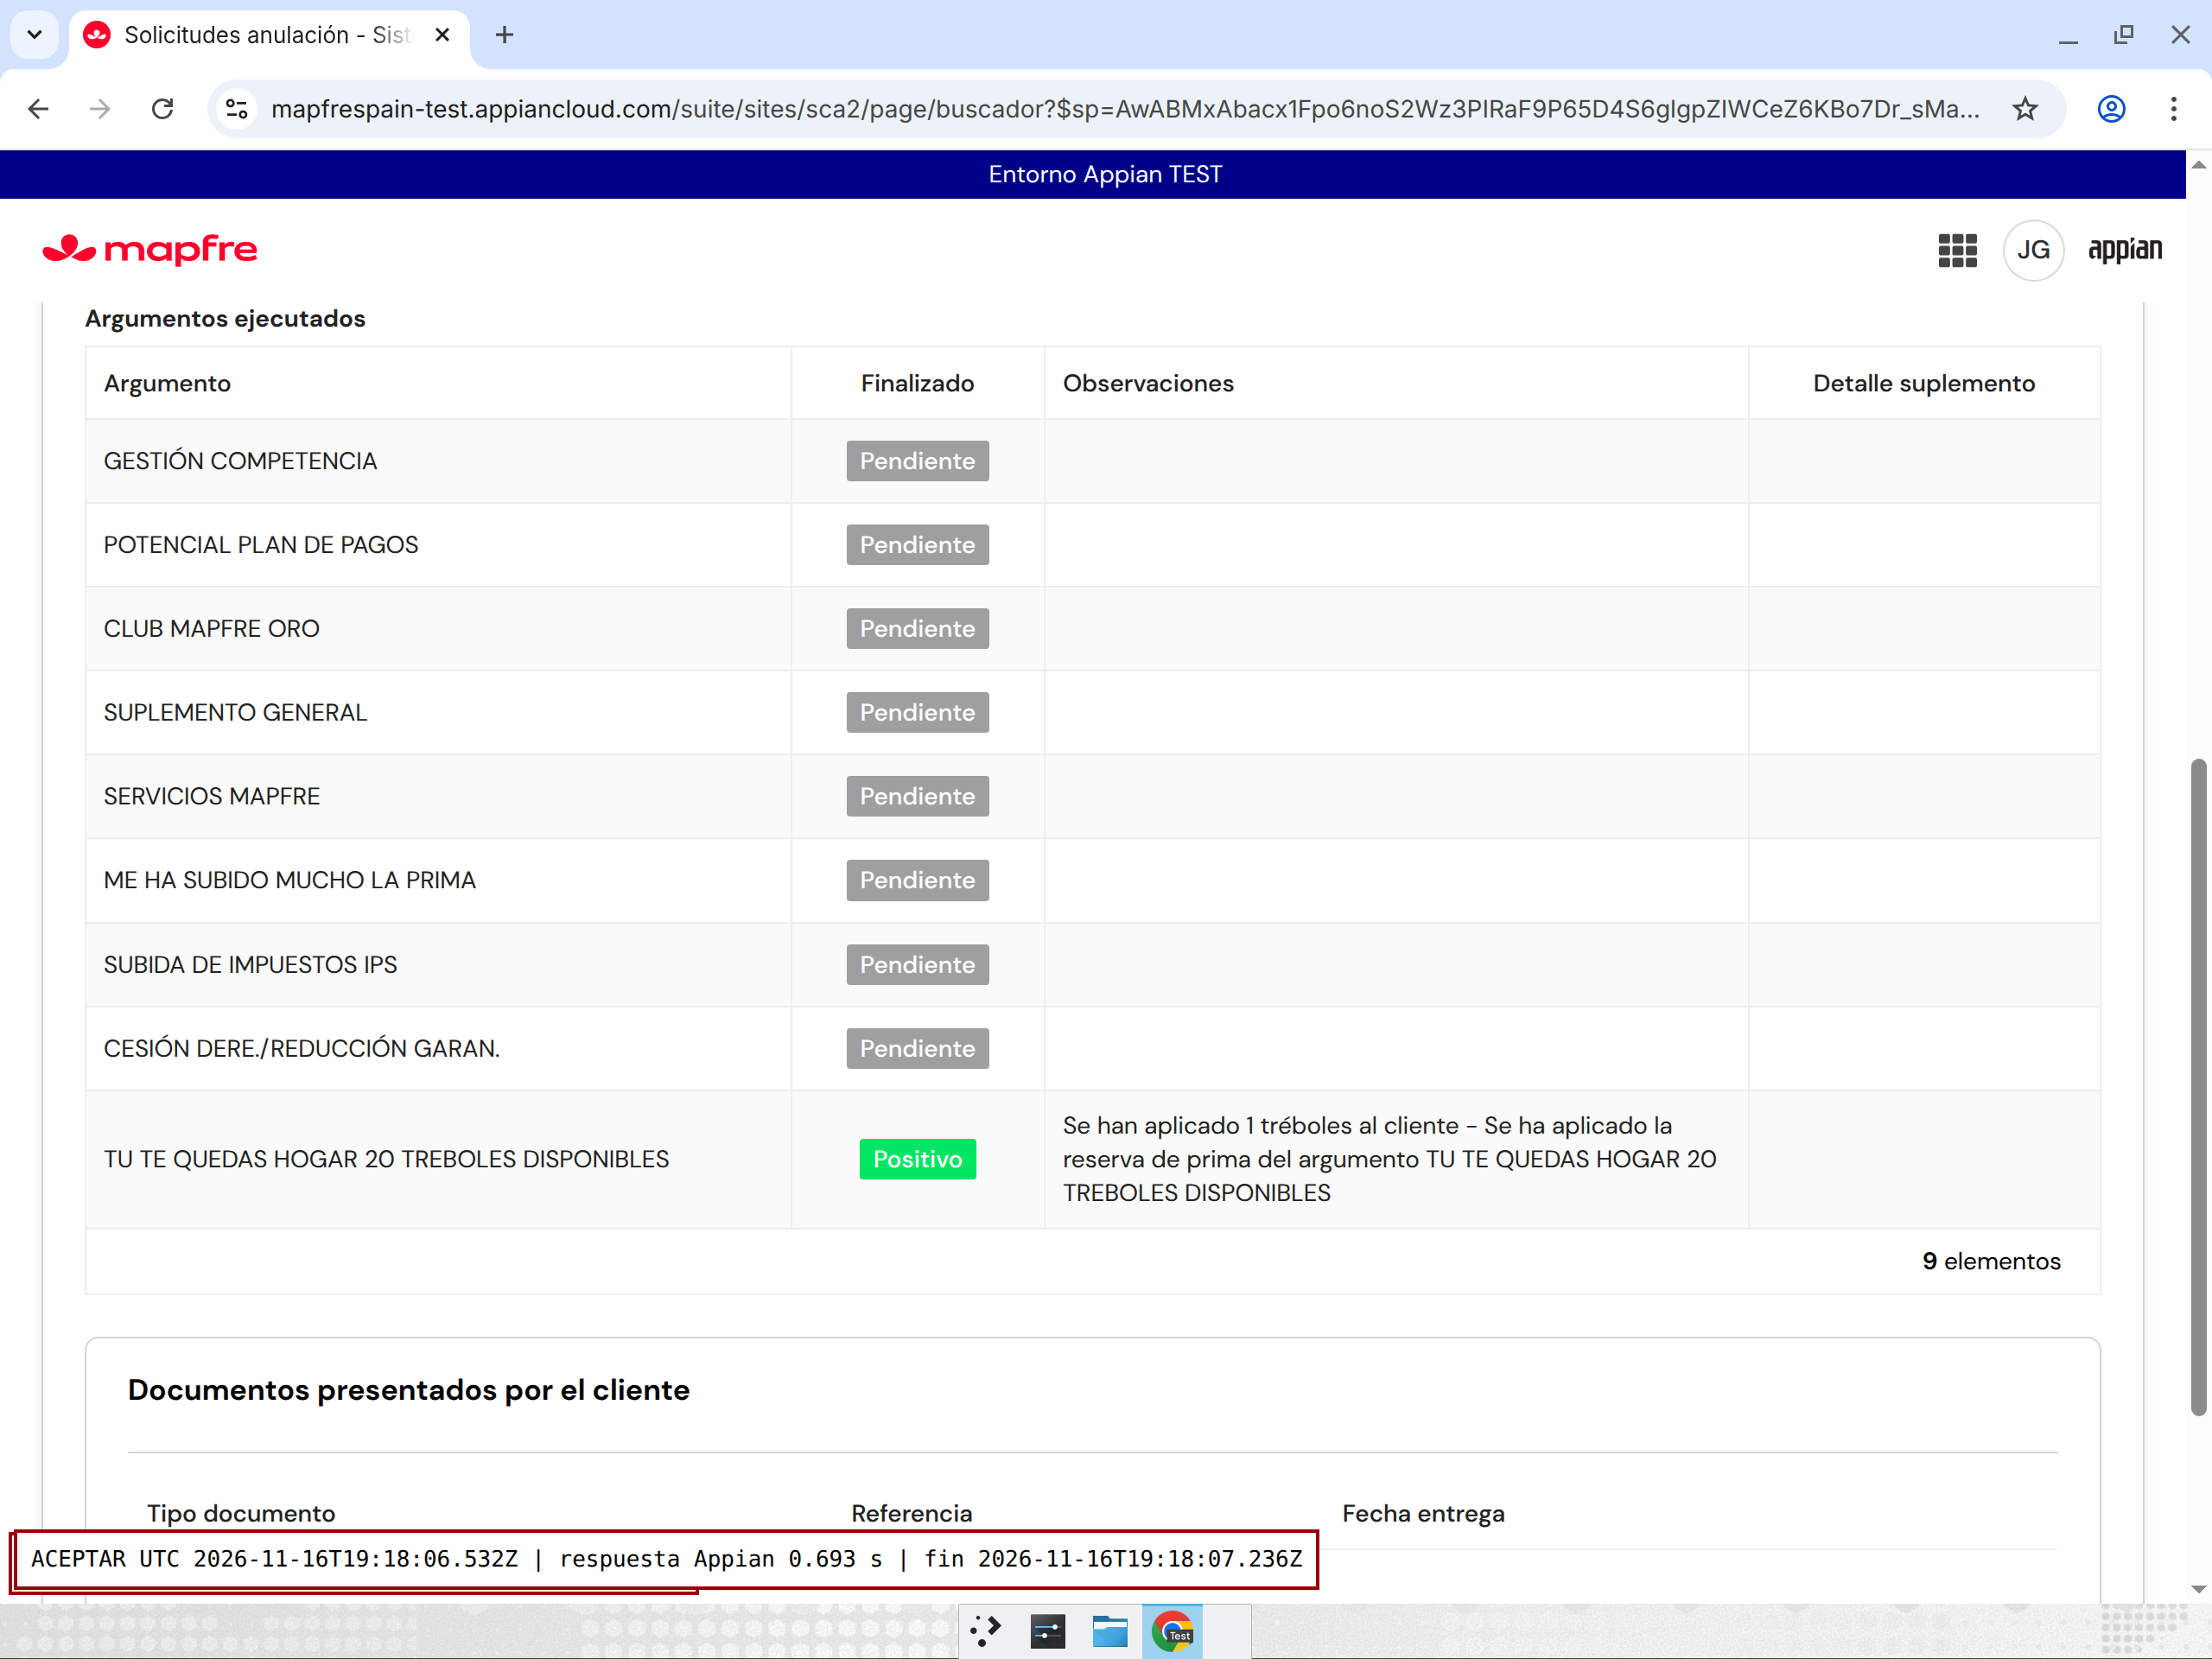 Solicitudes anulación - Sist
mapfrespain-test.appiancloud.com/suite/sites/sca2/page/buscador?$sp=AwABMxAbacx1Fpo6noS2Wz3PIRaF9P65D4S6glgpZIWCeZ6KBo7Dr_sMa...
Entorno Appian TEST
mapfre JG appian
Argumentos ejecutados
Argumento Finalizado Observaciones Detalle suplemento
GESTIÓN COMPETENCIA Pendiente
POTENCIAL PLAN DE PAGOS Pendiente
CLUB MAPFRE ORO Pendiente
SUPLEMENTO GENERAL Pendiente
SERVICIOS MAPFRE Pendiente
ME HA SUBIDO MUCHO LA PRIMA Pendiente
SUBIDA DE IMPUESTOS IPS Pendiente
CESIÓN DERE./REDUCCIÓN GARAN. Pendiente
TU TE QUEDAS HOGAR 20 TREBOLES DISPONIBLES Positivo Se han aplicado 1 tréboles al cliente - Se ha aplicado la
reserva de prima del argumento TU TE QUEDAS HOGAR 20
TREBOLES DISPONIBLES
9 elementos
Documentos presentados por el cliente
Tipo documento Referencia Fecha entrega
ACEPTAR UTC 2026-11-16T19:18:06.532Z | respuesta Appian 0.693 s | fin 2026-11-16T19:18:07.236Z
Test